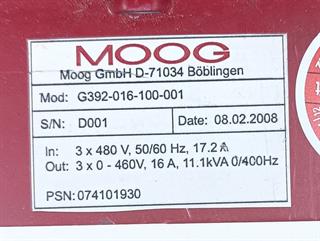 MOOG
Moog GmbH D-71034 Böblingen
Mod: G392-016-100-001
S/N: D001 Date: 08.02.2008
In: 3 x 480 V, 50/60 Hz, 17.2 A
Out: 3 x 0 - 460V, 16 A, 11.1kVA 0/400Hz
PSN: 074101930